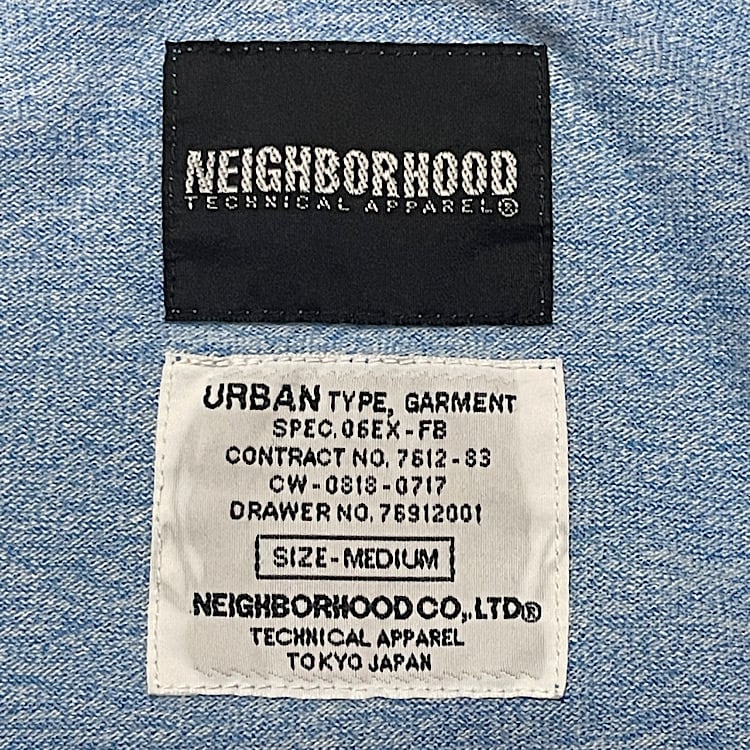 NEIGHBORHOOD
TECHNICAL APPAREL®
URBAN TYPE, GARMENT
SPEC. 06EX-FB
CONTRACT NO. 7612-83
CW-0818-0717
DRAWER NO. 76912001
SIZE-MEDIUM
NEIGHBORHOOD CO,.LTD®
TECHNICAL APPAREL
TOKYO JAPAN